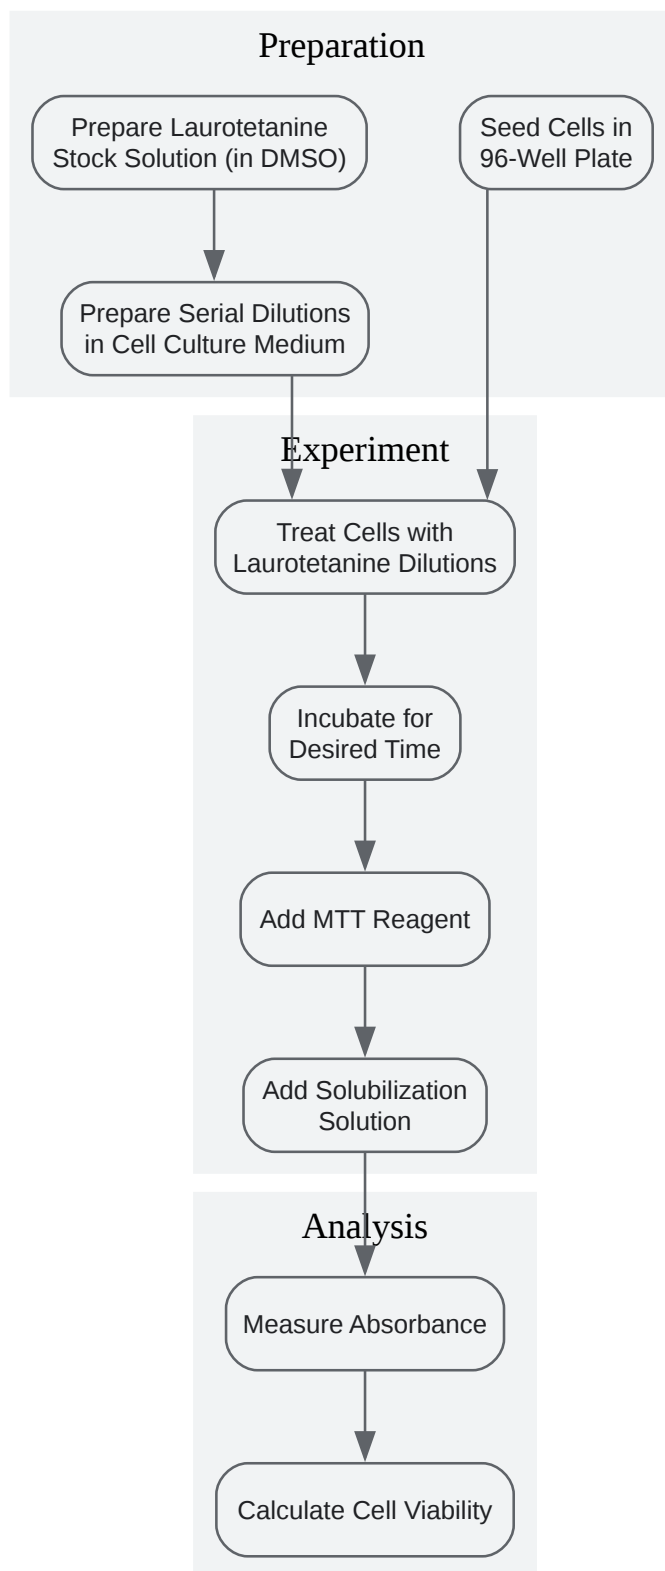 Preparation
Prepare Laurotetanine
Stock Solution (in DMSO)
Seed Cells in
96-Well Plate
Prepare Serial Dilutions
in Cell Culture Medium
Experiment
Treat Cells with
Laurotetanine Dilutions
Incubate for
Desired Time
Add MTT Reagent
Add Solubilization
Solution
Analysis
Measure Absorbance
Calculate Cell Viability